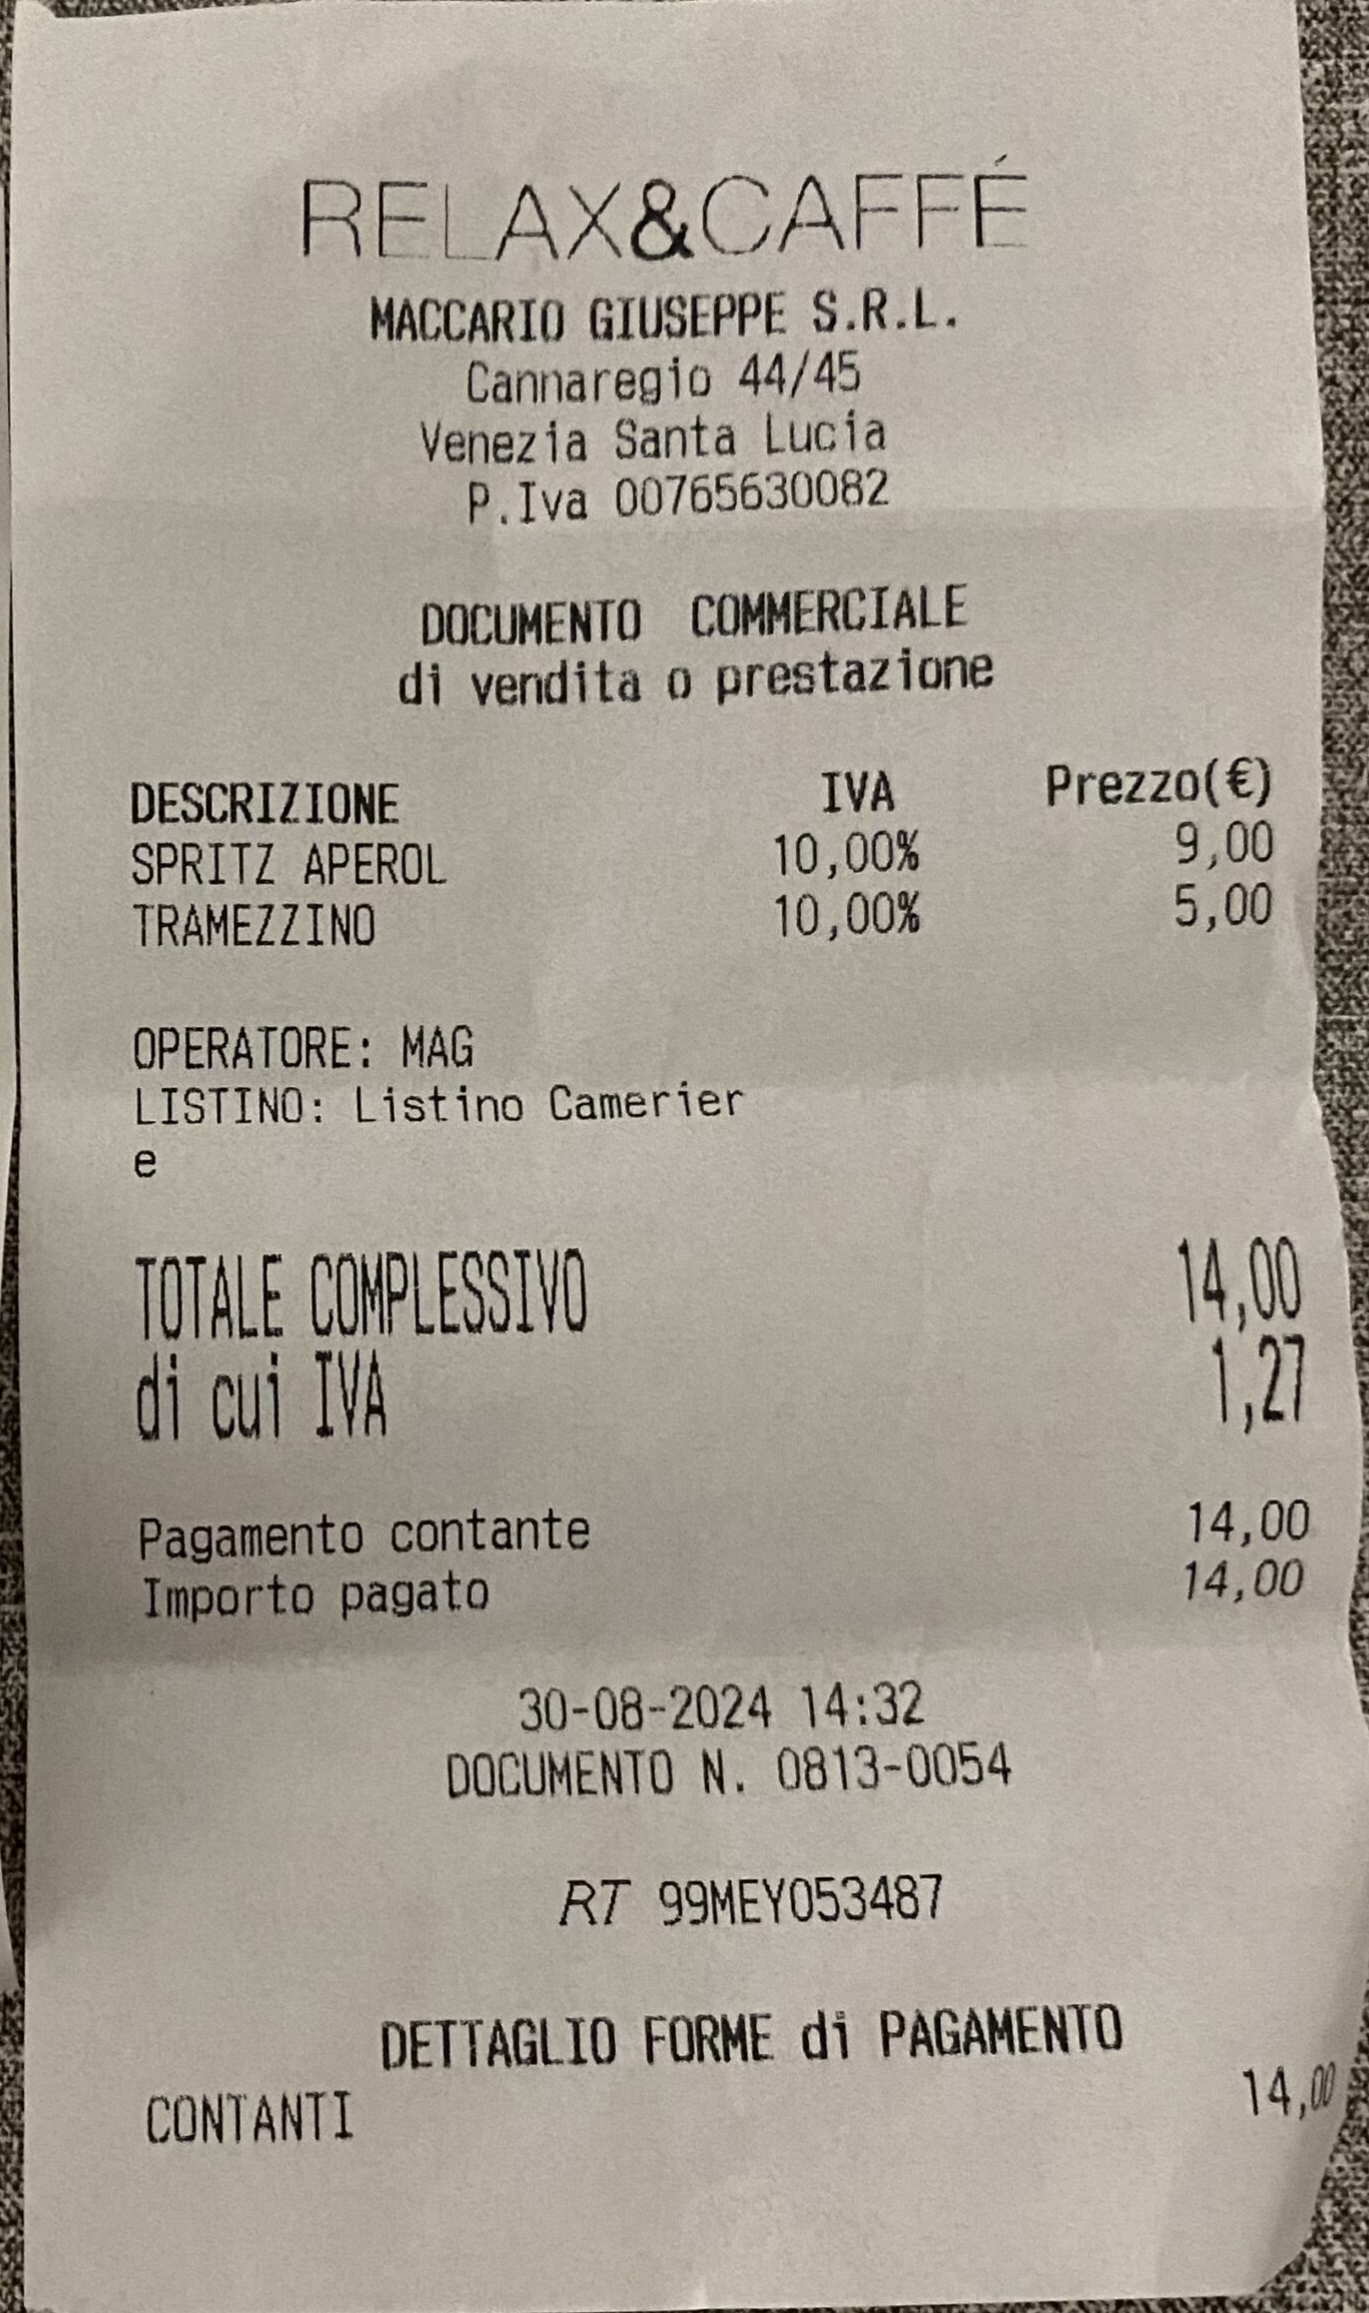 RELAX&CAFFÉ
MACCARIO GIUSEPPE S.R.L.
Cannaregio 44/45
Venezia Santa Lucia
P.Iva 00765630082
DOCUMENTO COMMERCIALE
di vendita o prestazione
DESCRIZIONE IVA Prezzo(€)
SPRITZ APEROL 10,00% 9,00
TRAMEZZINO 10,00% 5,00
OPERATORE: MAG
LISTINO: Listino Camerier
e
TOTALE COMPLESSIVO 14,00
di cui IVA 1,27
Pagamento contante 14,00
Importo pagato 14,00
30-08-2024 14:32
DOCUMENTO N. 0813-0054
RT 99MEY053487
DETTAGLIO FORME di PAGAMENTO
CONTANTI 14,00